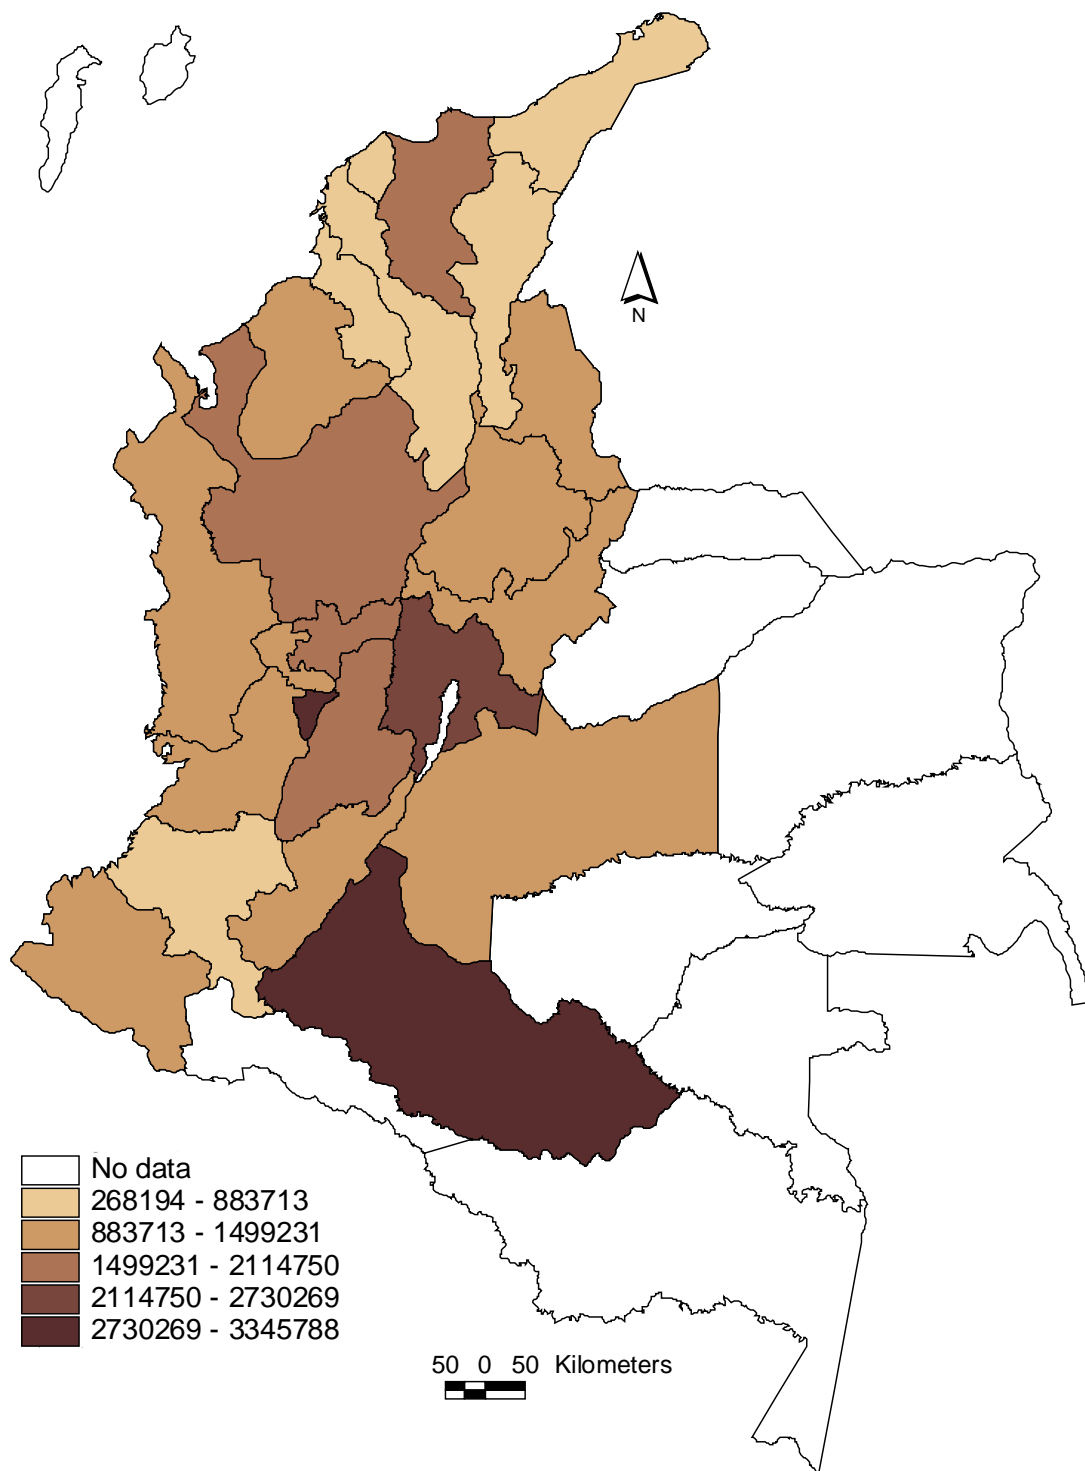 N
No data
268194 - 883713
883713 - 1499231
1499231 - 2114750
2114750 - 2730269
2730269 - 3345788
50 0 50 Kilometers